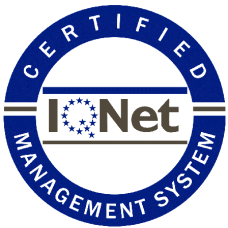 CERTIFIED
IQNet
MANAGEMENT SYSTEM